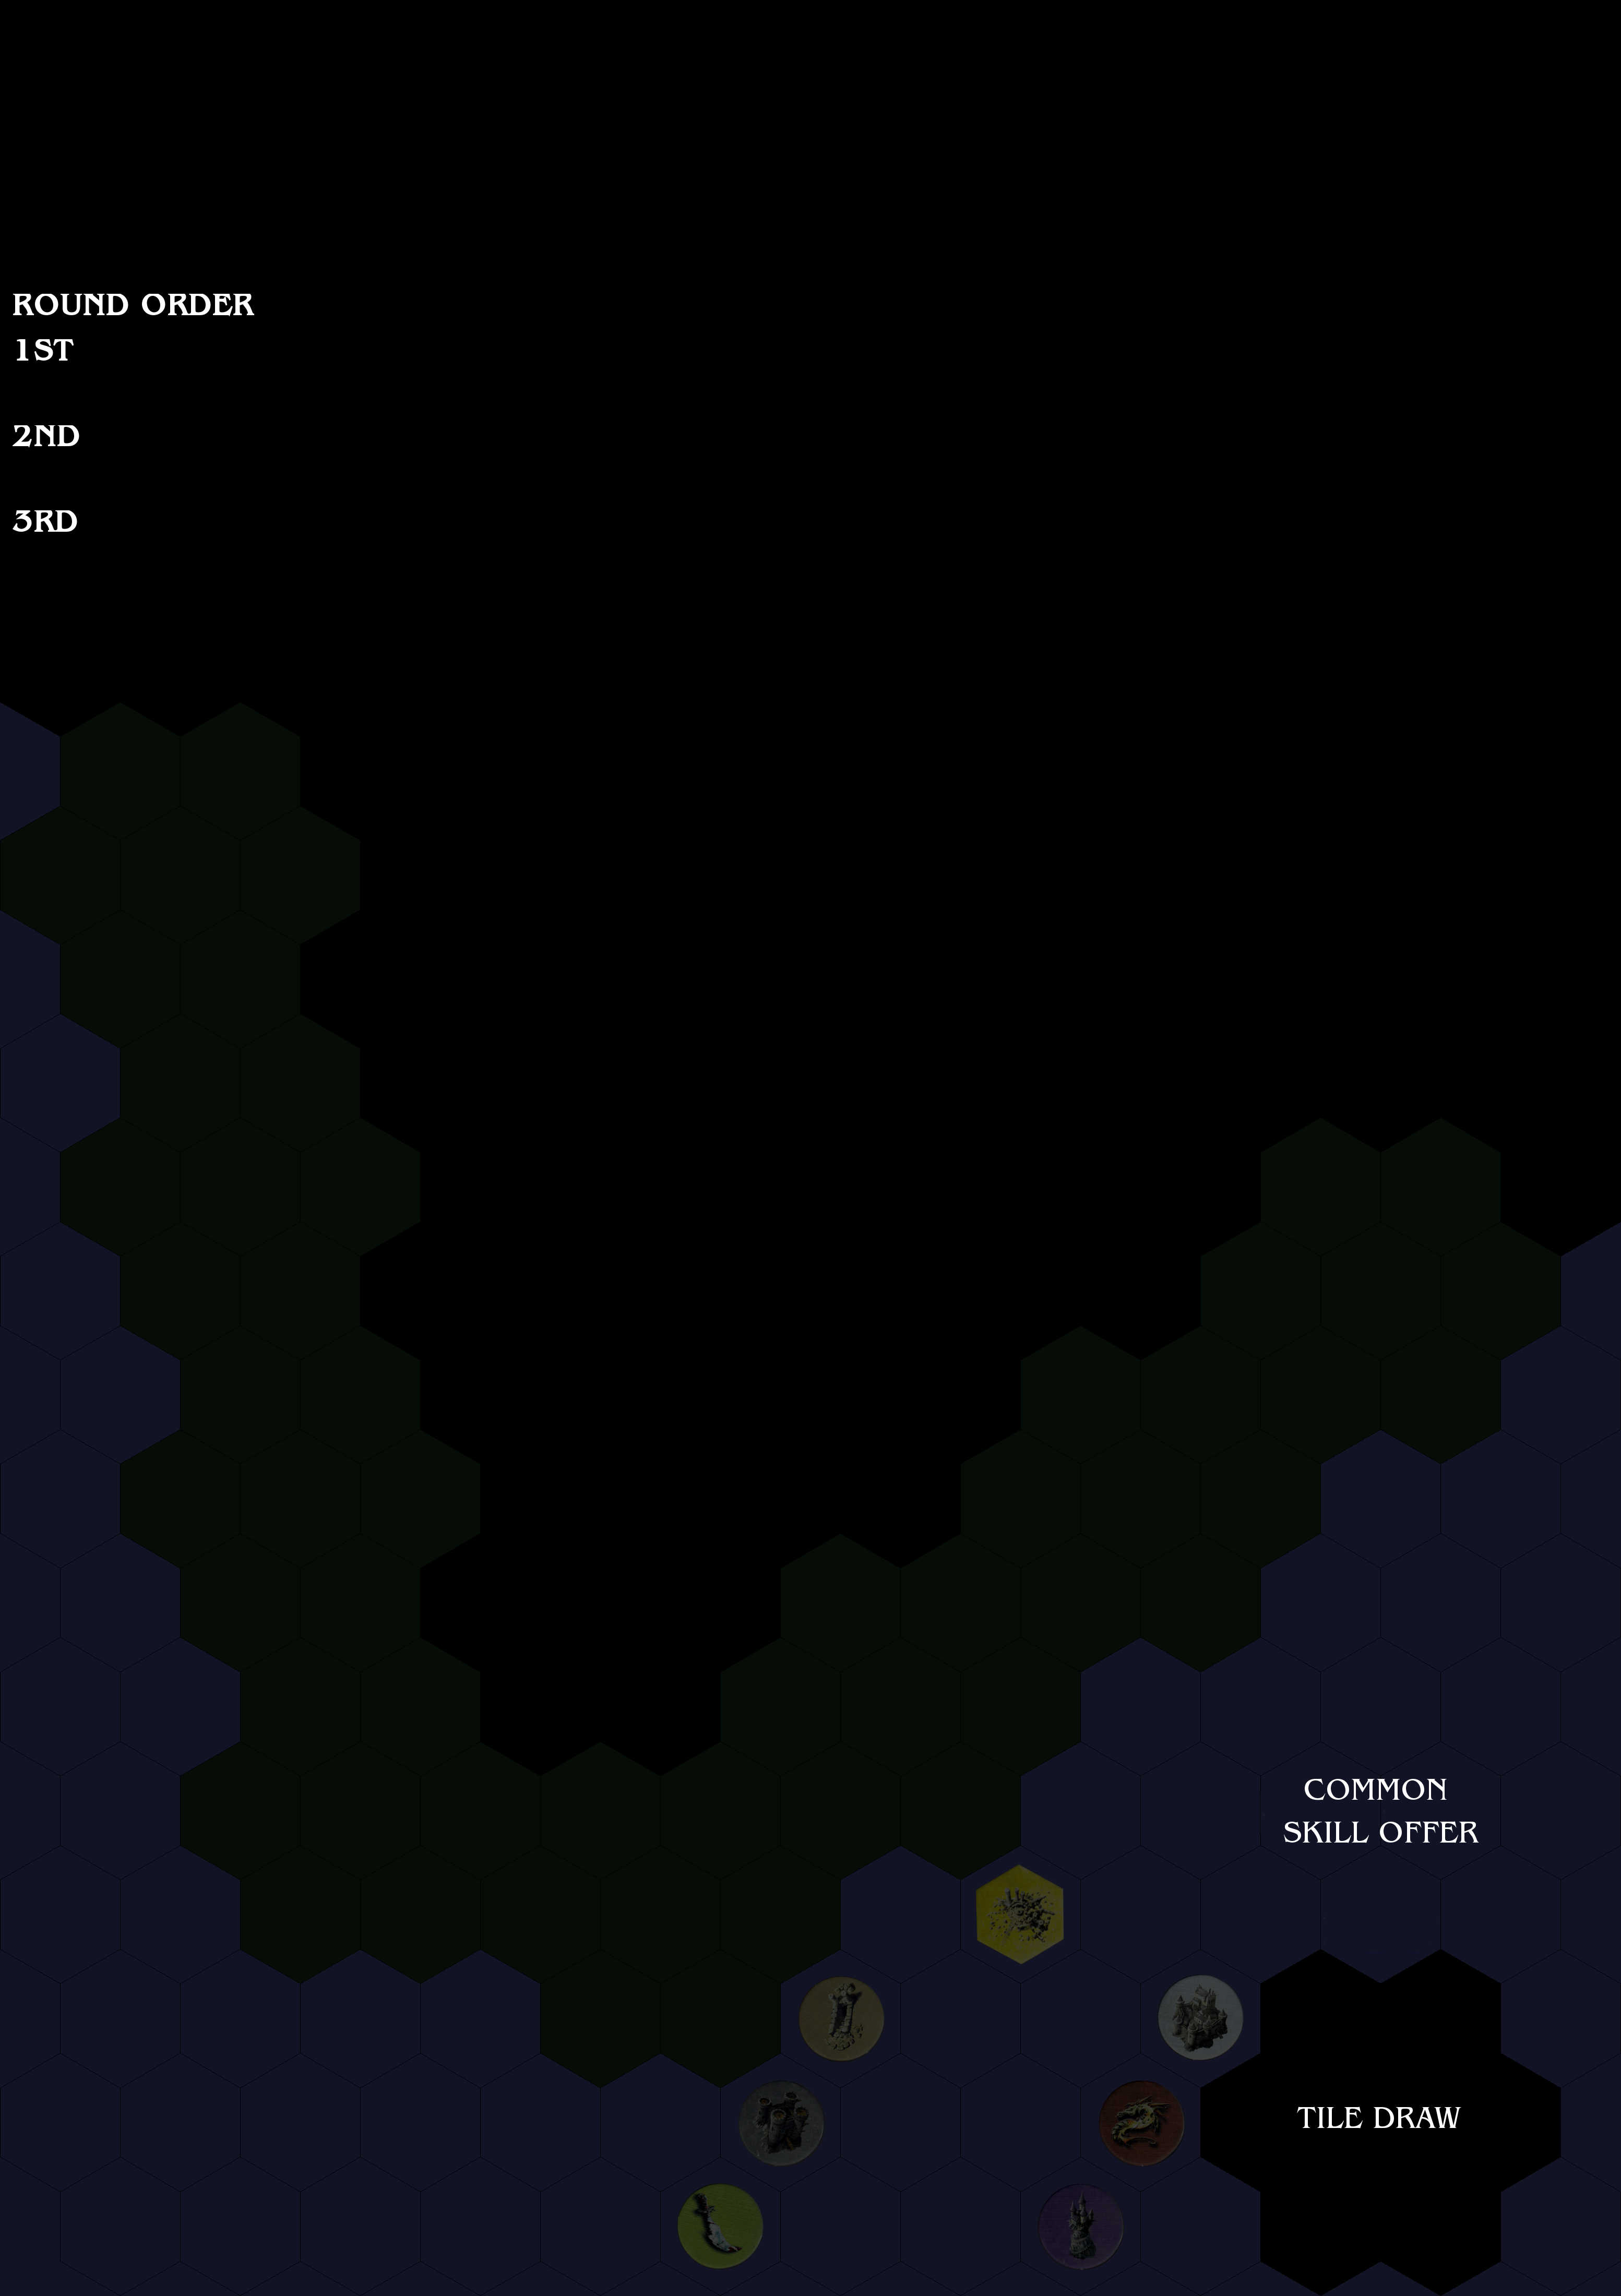 ROUND ORDER
1ST
2ND
3RD
COMMON
SKILL OFFER
TILE DRAW